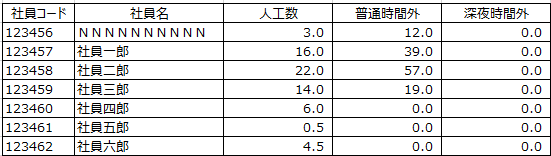 社員コード 社員名 人工数 普通時間外 深夜時間外
123456 ＮＮＮＮＮＮＮＮＮＮ 3.0 12.0 0.0
123457 社員一郎 16.0 39.0 0.0
123458 社員二郎 22.0 57.0 0.0
123459 社員三郎 14.0 19.0 0.0
123460 社員四郎 6.0 0.0 0.0
123461 社員五郎 0.5 0.0 0.0
123462 社員六郎 4.5 0.0 0.0